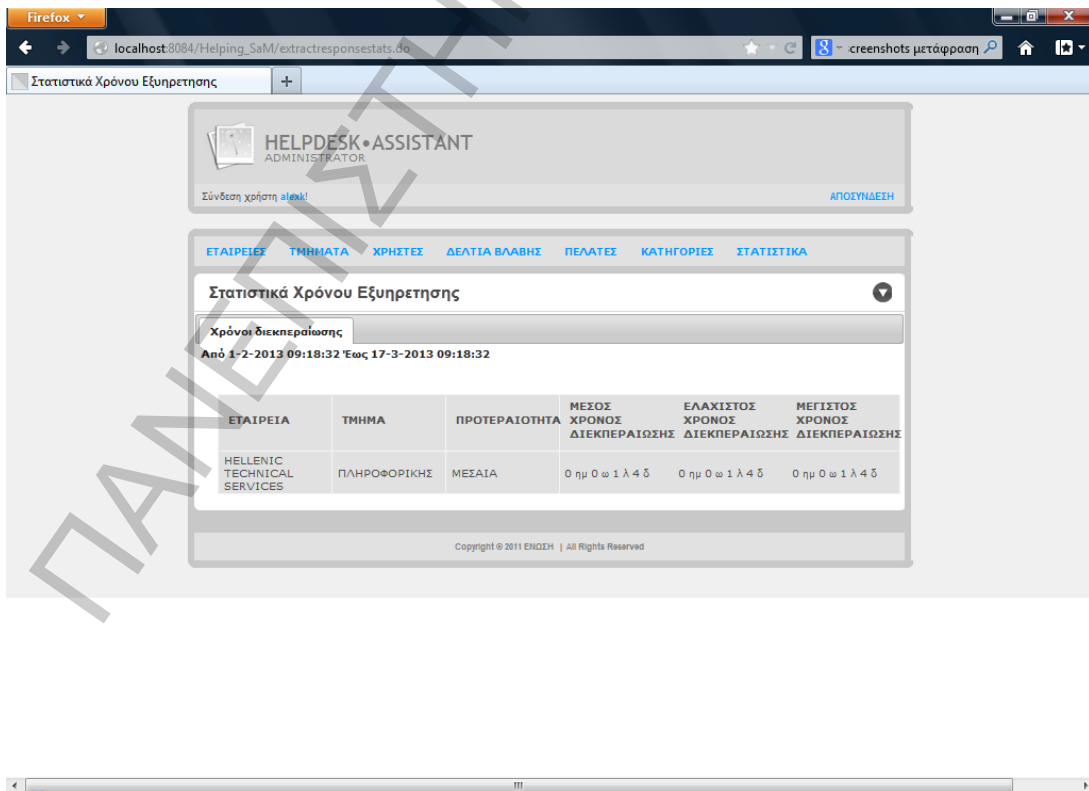 Firefox
localhost:8084/Helping_SaM/extractresponsestats.do
creenshots μετάφραση
Στατιστικά Χρόνου Εξυπηρετησης
HELPDESK•ASSISTANT
ADMINISTRATOR
Σύνδεση χρήστη alexk!
ΑΠΟΣΥΝΔΕΣΗ
ΕΤΑΙΡΕΙΕΣ ΤΜΗΜΑΤΑ ΧΡΗΣΤΕΣ ΔΕΛΤΙΑ ΒΛΑΒΗΣ ΠΕΛΑΤΕΣ ΚΑΤΗΓΟΡΙΕΣ ΣΤΑΤΙΣΤΙΚΑ
Στατιστικά Χρόνου Εξυπηρετησης
Χρόνοι διεκπεραίωσης
Από 1-2-2013 09:18:32 Έως 17-3-2013 09:18:32
ΕΤΑΙΡΕΙΑ ΤΜΗΜΑ ΠΡΟΤΕΡΑΙΟΤΗΤΑ ΜΕΣΟΣ ΧΡΟΝΟΣ ΔΙΕΚΠΕΡΑΙΩΣΗΣ ΕΛΑΧΙΣΤΟΣ ΧΡΟΝΟΣ ΔΙΕΚΠΕΡΑΙΩΣΗΣ ΜΕΓΙΣΤΟΣ ΧΡΟΝΟΣ ΔΙΕΚΠΕΡΑΙΩΣΗΣ
HELLENIC TECHNICAL SERVICES ΠΛΗΡΟΦΟΡΙΚΗΣ ΜΕΣΑΙΑ 0 ημ 0 ω 1 λ 4 δ 0 ημ 0 ω 1 λ 4 δ 0 ημ 0 ω 1 λ 4 δ
Copyright © 2011 ΕΝΩΣΗ | All Rights Reserved